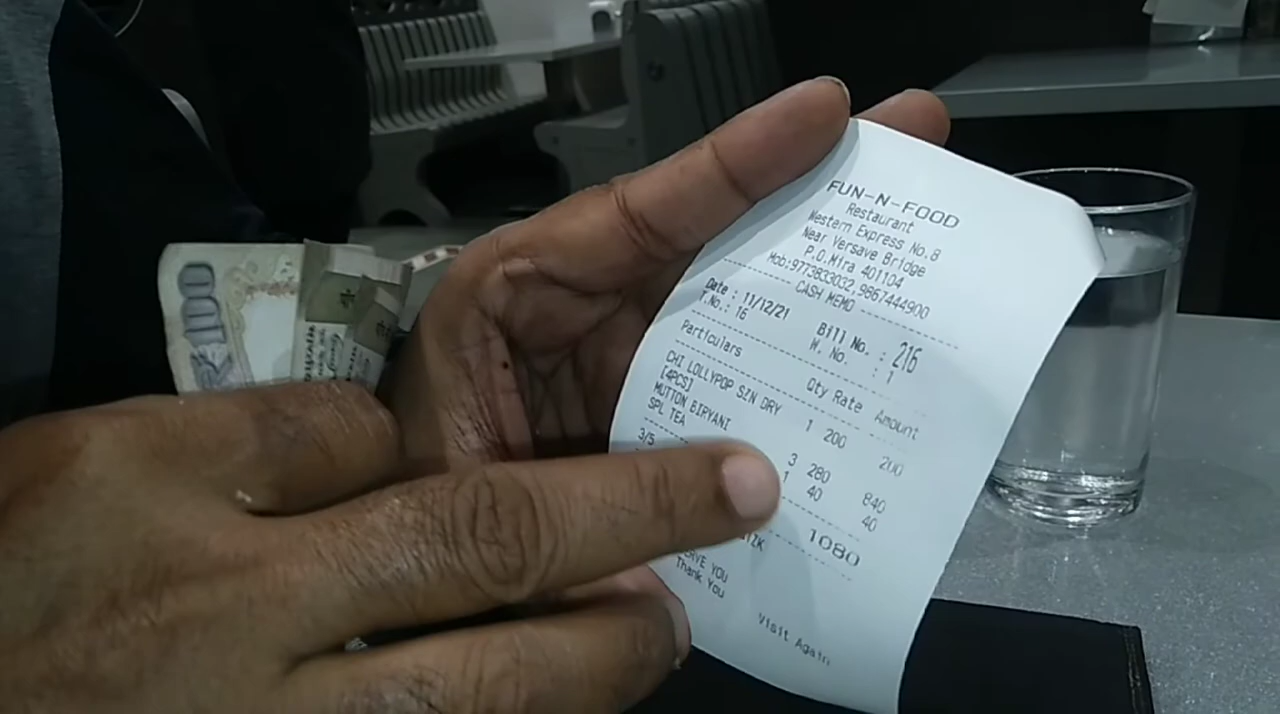 FUN-N-FOOD
Restaurant
Western Express No.8
Near Versave Bridge
P.O.Mira 401104
Mob:9773833032,9867444900
CASH MEMO
Date : 11/12/21 Bill No. : 216
T.No.: 16 W. No. : 1
Particulars Qty Rate Amount
CHI LOLLYPOP SZN DRY 1 200 200
[4PCS]
MUTTON BIRYANI 3 280 840
SPL TEA 1 40 40
3/5 1080
YOU
Thank You
Visit Again
100